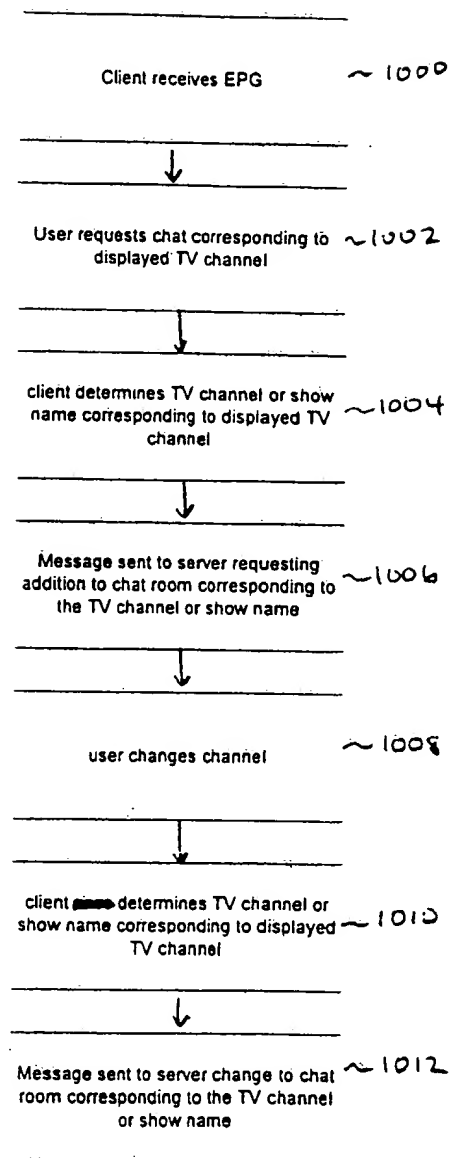 Client receives EPG ~ 1000
User requests chat corresponding to ~1002
displayed TV channel
client determines TV channel or show
name corresponding to displayed TV ~1004
channel
Message sent to server requesting
addition to chat room corresponding to ~1006
the TV channel or show name
user changes channel ~ 1008
client determines TV channel or
show name corresponding to displayed ~ 1010
TV channel
Message sent to server change to chat ~ 1012
room corresponding to the TV channel
or show name